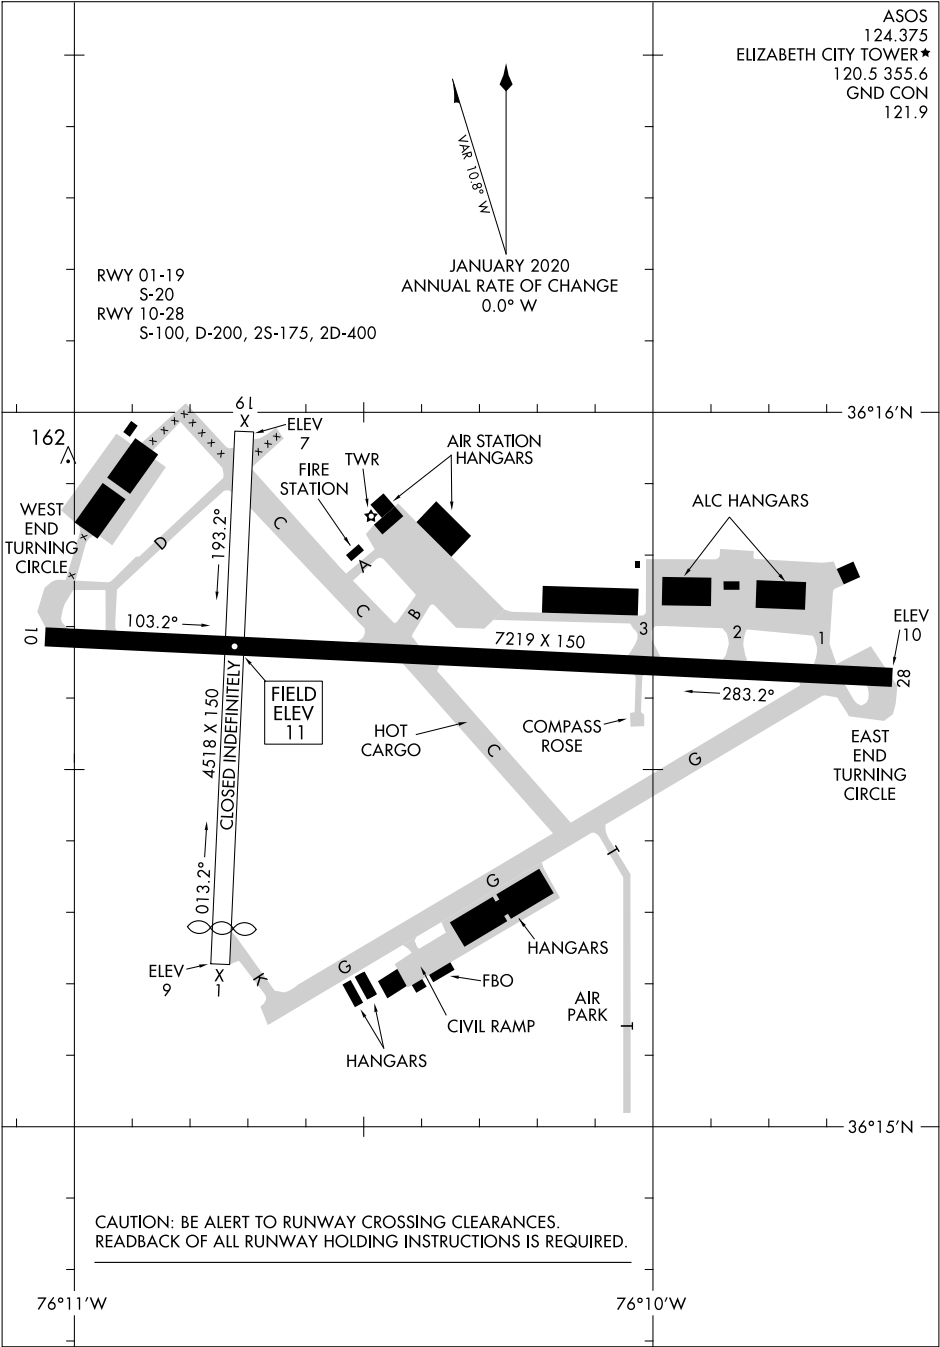 ASOS
124.375
ELIZABETH CITY TOWER★
120.5 355.6
GND CON
121.9
VAR 10.8° W
JANUARY 2020
ANNUAL RATE OF CHANGE
0.0° W
RWY 01-19
S-20
RWY 10-28
S-100, D-200, 2S-175, 2D-400
36°16'N
19
X
ELEV
7
162
AIR STATION
HANGARS
TWR
FIRE
STATION
ALC HANGARS
WEST
END
TURNING
CIRCLE
D
C
193.2°
A
C
B
103.2°
10
7219 X 150
3
2
1
ELEV
10
28
283.2°
FIELD
ELEV
11
4518 X 150
CLOSED INDEFINITELY
HOT
CARGO
COMPASS
ROSE
C
G
EAST
END
TURNING
CIRCLE
013.2°
T
G
HANGARS
ELEV
9
X
1
K
G
FBO
CIVIL RAMP
AIR
PARK
T
HANGARS
36°15'N
CAUTION: BE ALERT TO RUNWAY CROSSING CLEARANCES.
READBACK OF ALL RUNWAY HOLDING INSTRUCTIONS IS REQUIRED.
76°11'W
76°10'W